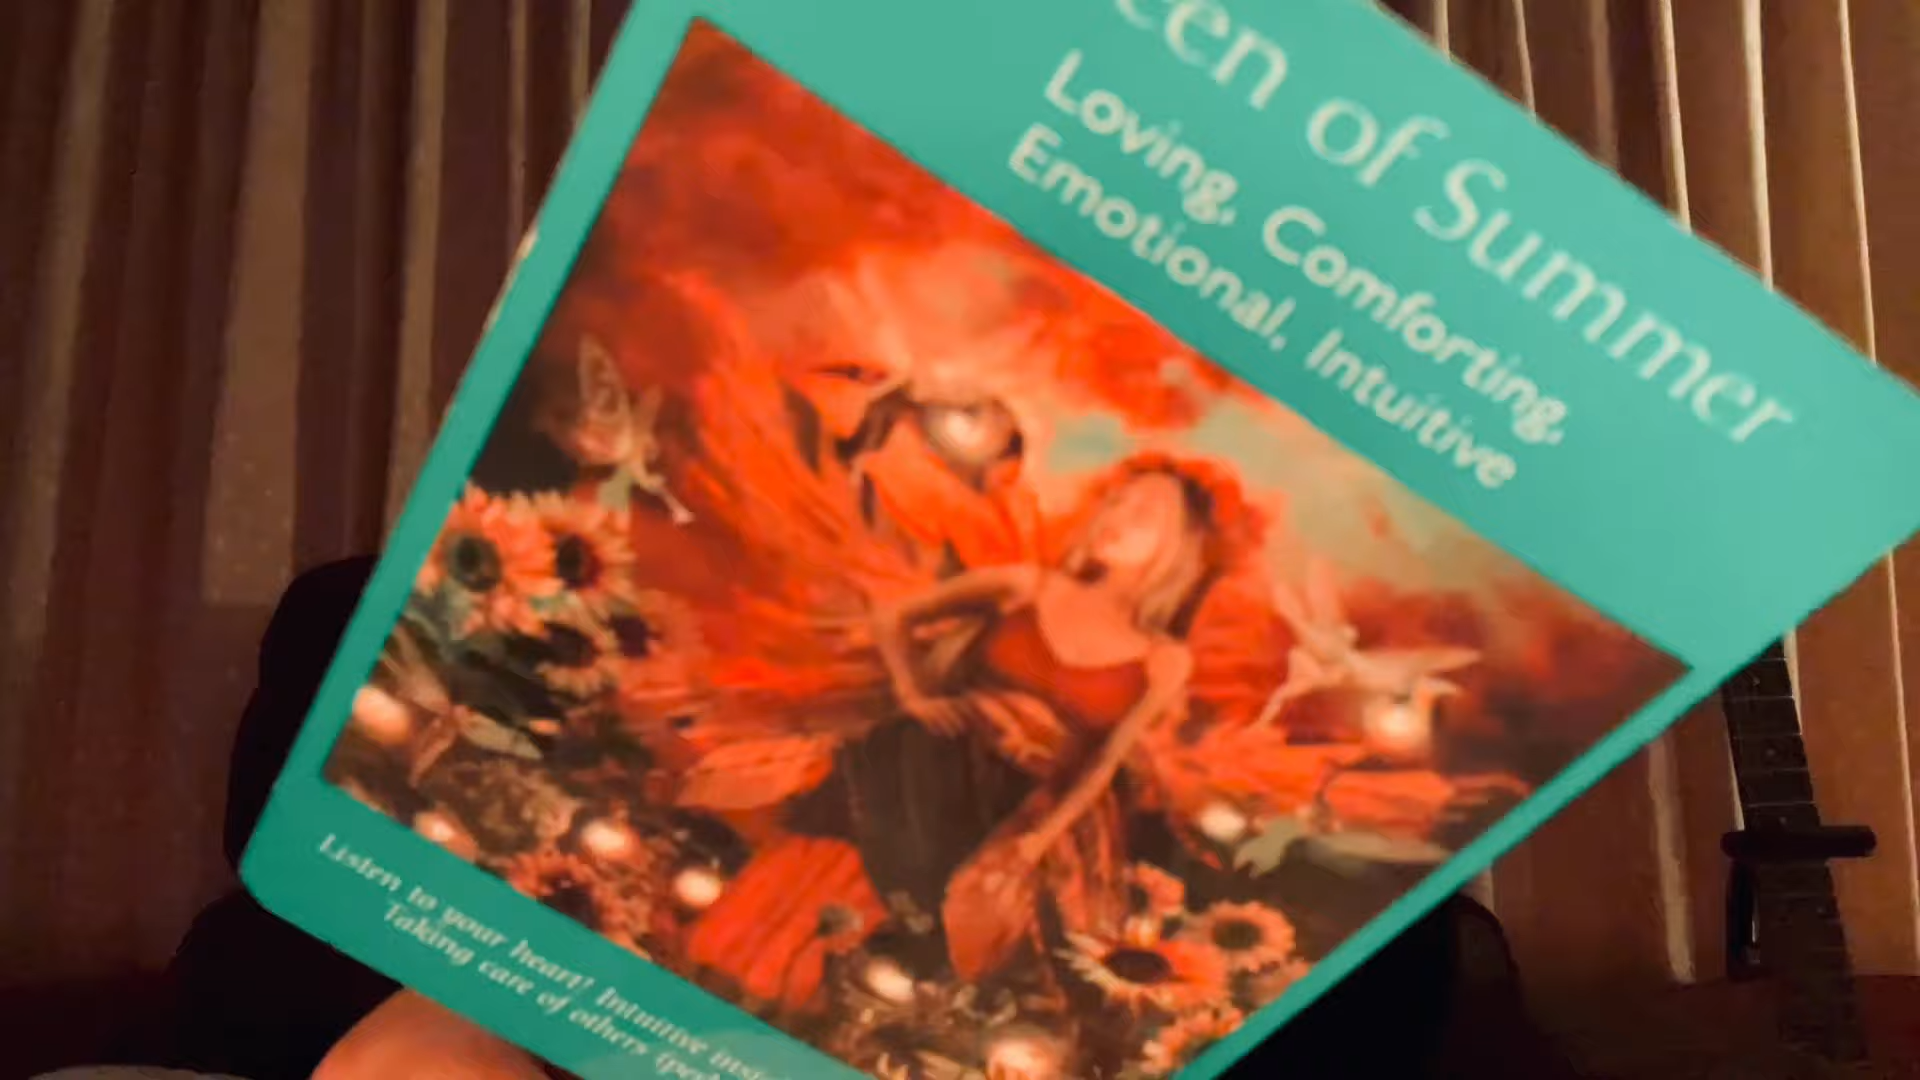 een of Summer
Loving, Comforting,
Emotional, Intuitive
Listen to your heart! Intuitive
Taking care of others